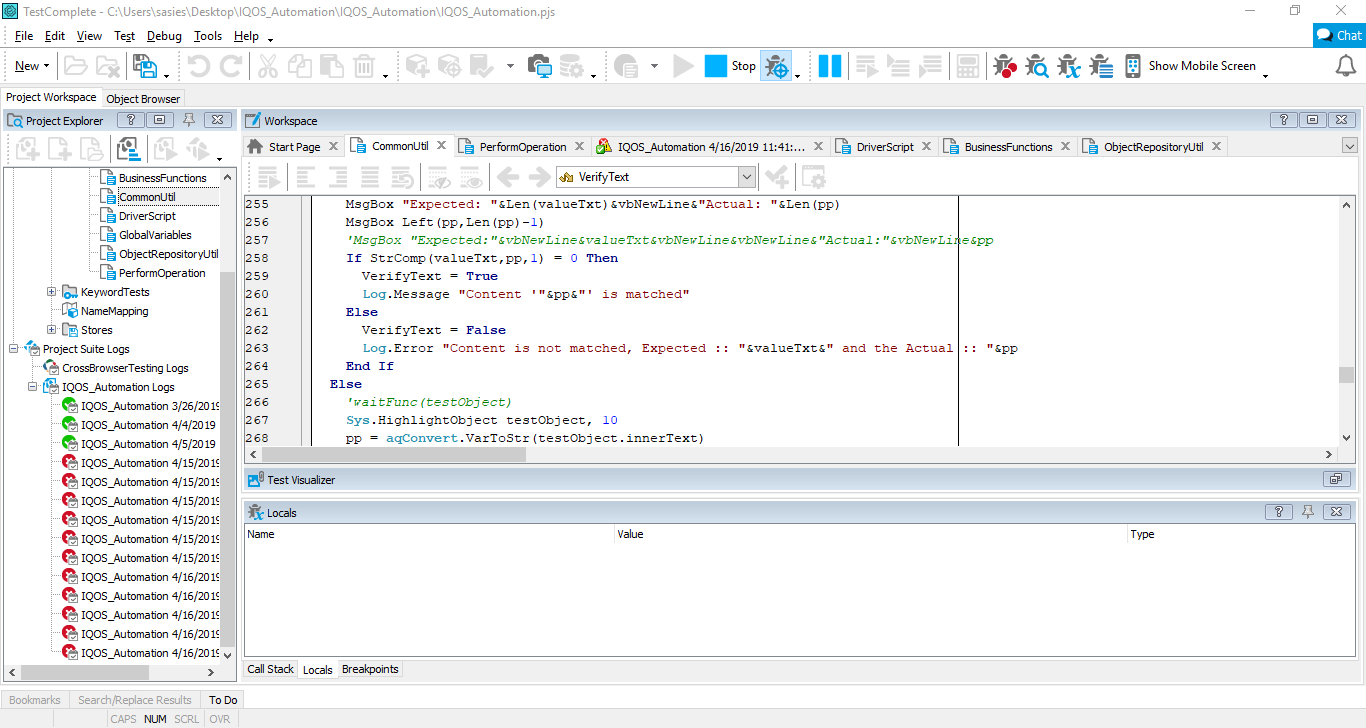 TestComplete - C:\Users\sasies\Desktop\IQOS_Automation\IQOS_Automation\IQOS_Automation.pjs
File Edit View Test Debug Tools Help
Chat
New Stop Show Mobile Screen
Project Workspace Object Browser
Project Explorer
BusinessFunctions
CommonUtil
DriverScript
GlobalVariables
ObjectRepositoryUtil
PerformOperation
KeywordTests
NameMapping
Stores
Project Suite Logs
CrossBrowserTesting Logs
IQOS_Automation Logs
IQOS_Automation 3/26/2019
IQOS_Automation 4/4/2019
IQOS_Automation 4/5/2019
IQOS_Automation 4/15/2019
IQOS_Automation 4/15/2019
IQOS_Automation 4/15/2019
IQOS_Automation 4/15/2019
IQOS_Automation 4/15/2019
IQOS_Automation 4/15/2019
IQOS_Automation 4/16/2019
IQOS_Automation 4/16/2019
IQOS_Automation 4/16/2019
IQOS_Automation 4/16/2019
IQOS_Automation 4/16/2019
Workspace
Start Page CommonUtil PerformOperation IQOS_Automation 4/16/2019 11:41:... DriverScript BusinessFunctions ObjectRepositoryUtil
VerifyText
255 MsgBox "Expected: "&Len(valueTxt)&vbNewLine&"Actual: "&Len(pp)
256 MsgBox Left(pp,Len(pp)-1)
257 'MsgBox "Expected:"&vbNewLine&valueTxt&vbNewLine&vbNewLine&"Actual:"&vbNewLine&pp
258 If StrComp(valueTxt,pp,1) = 0 Then
259 VerifyText = True
260 Log.Message "Content '"&pp&"' is matched"
261 Else
262 VerifyText = False
263 Log.Error "Content is not matched, Expected :: "&valueTxt&" and the Actual :: "&pp
264 End If
265 Else
266 'waitFunc(testObject)
267 Sys.HighlightObject testObject, 10
268 pp = aqConvert.VarToStr(testObject.innerText)
Test Visualizer
Locals
Name Value Type
Call Stack Locals Breakpoints
Bookmarks Search/Replace Results To Do
CAPS NUM SCRL OVR